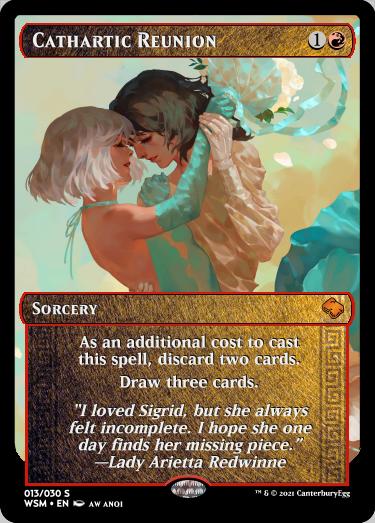 CATHARTIC REUNION 1
SORCERY
As an additional cost to cast
this spell, discard two cards.
Draw three cards.
"I loved Sigrid, but she always
felt incomplete. I hope she one
day finds her missing piece."
—Lady Arietta Redwinne
013/030 S
WSM • EN AW ANOI
™ & © 2021 CanterburyEgg